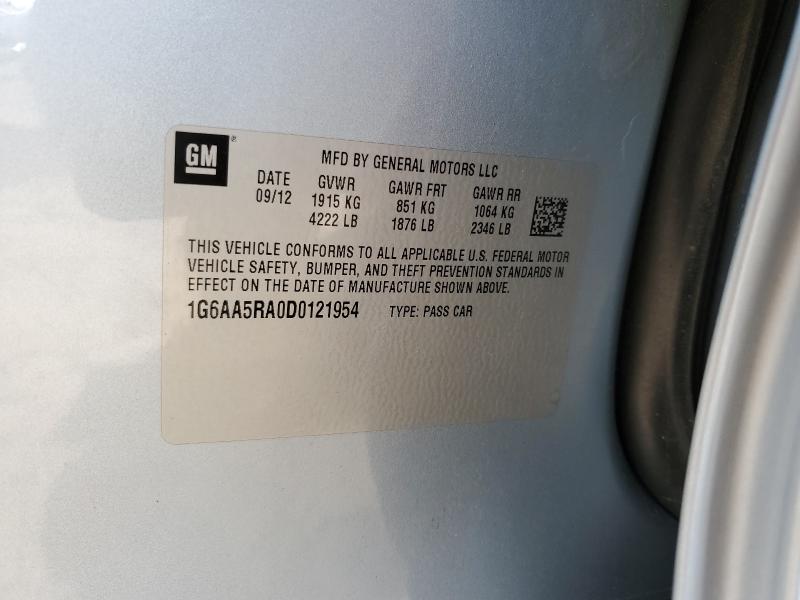 GM®
MFD BY GENERAL MOTORS LLC
DATE GVWR GAWR FRT GAWR RR
09/12 1915 KG 851 KG 1064 KG
4222 LB 1876 LB 2346 LB
THIS VEHICLE CONFORMS TO ALL APPLICABLE U.S. FEDERAL MOTOR
VEHICLE SAFETY, BUMPER, AND THEFT PREVENTION STANDARDS IN
EFFECT ON THE DATE OF MANUFACTURE SHOWN ABOVE.
1G6AA5RA0D0121954 TYPE: PASS CAR